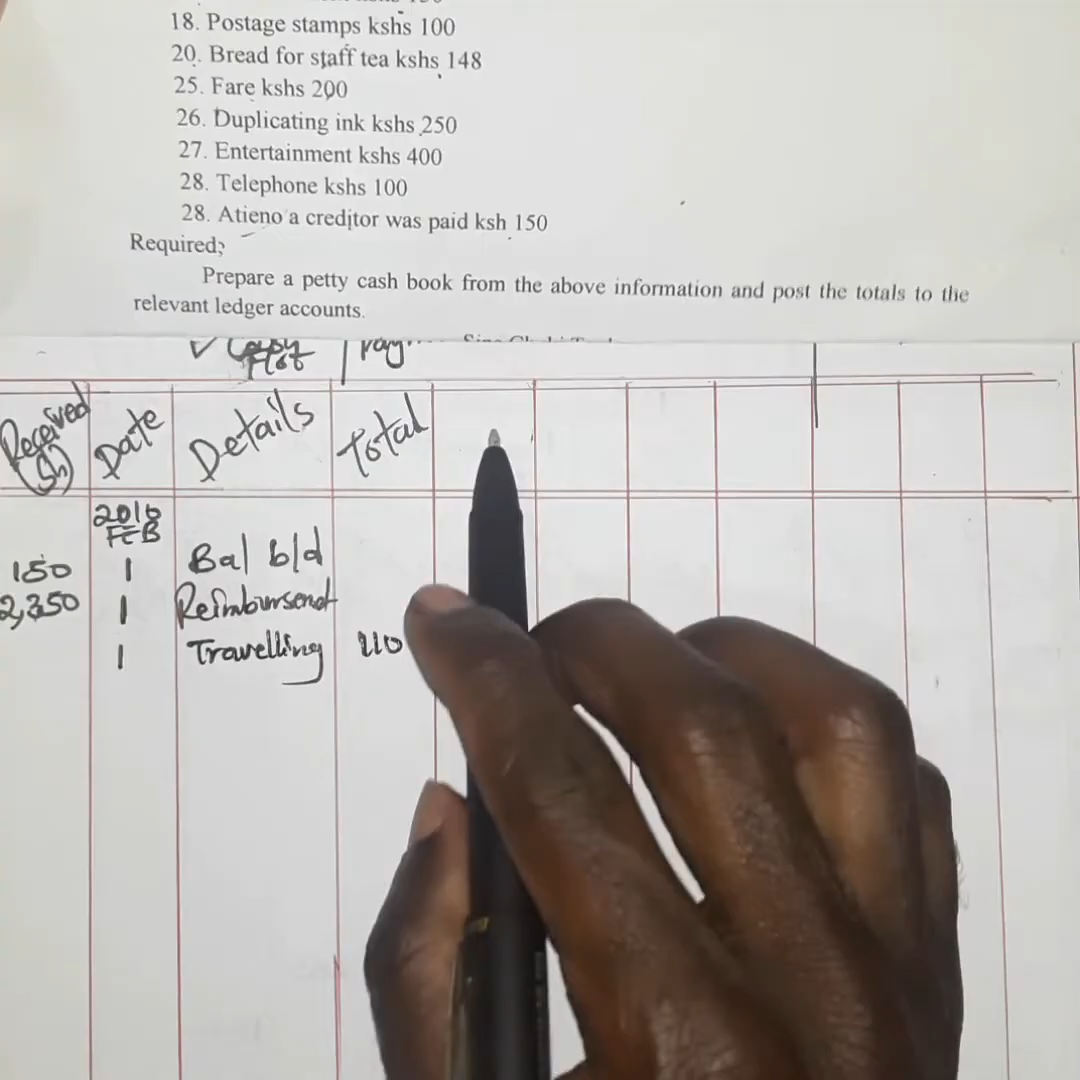 18. Postage stamps kshs 100
20. Bread for staff tea kshs 148
25. Fare kshs 200
26. Duplicating ink kshs 250
27. Entertainment kshs 400
28. Telephone kshs 100
28. Atieno a creditor was paid ksh 150
Required;
Prepare a petty cash book from the above information and post the totals to the
relevant ledger accounts.
Received (sh) Date Details Total
2016
FEB
150 1 Bal b/d
2,350 1 Reimbursent
1 Travelling 210